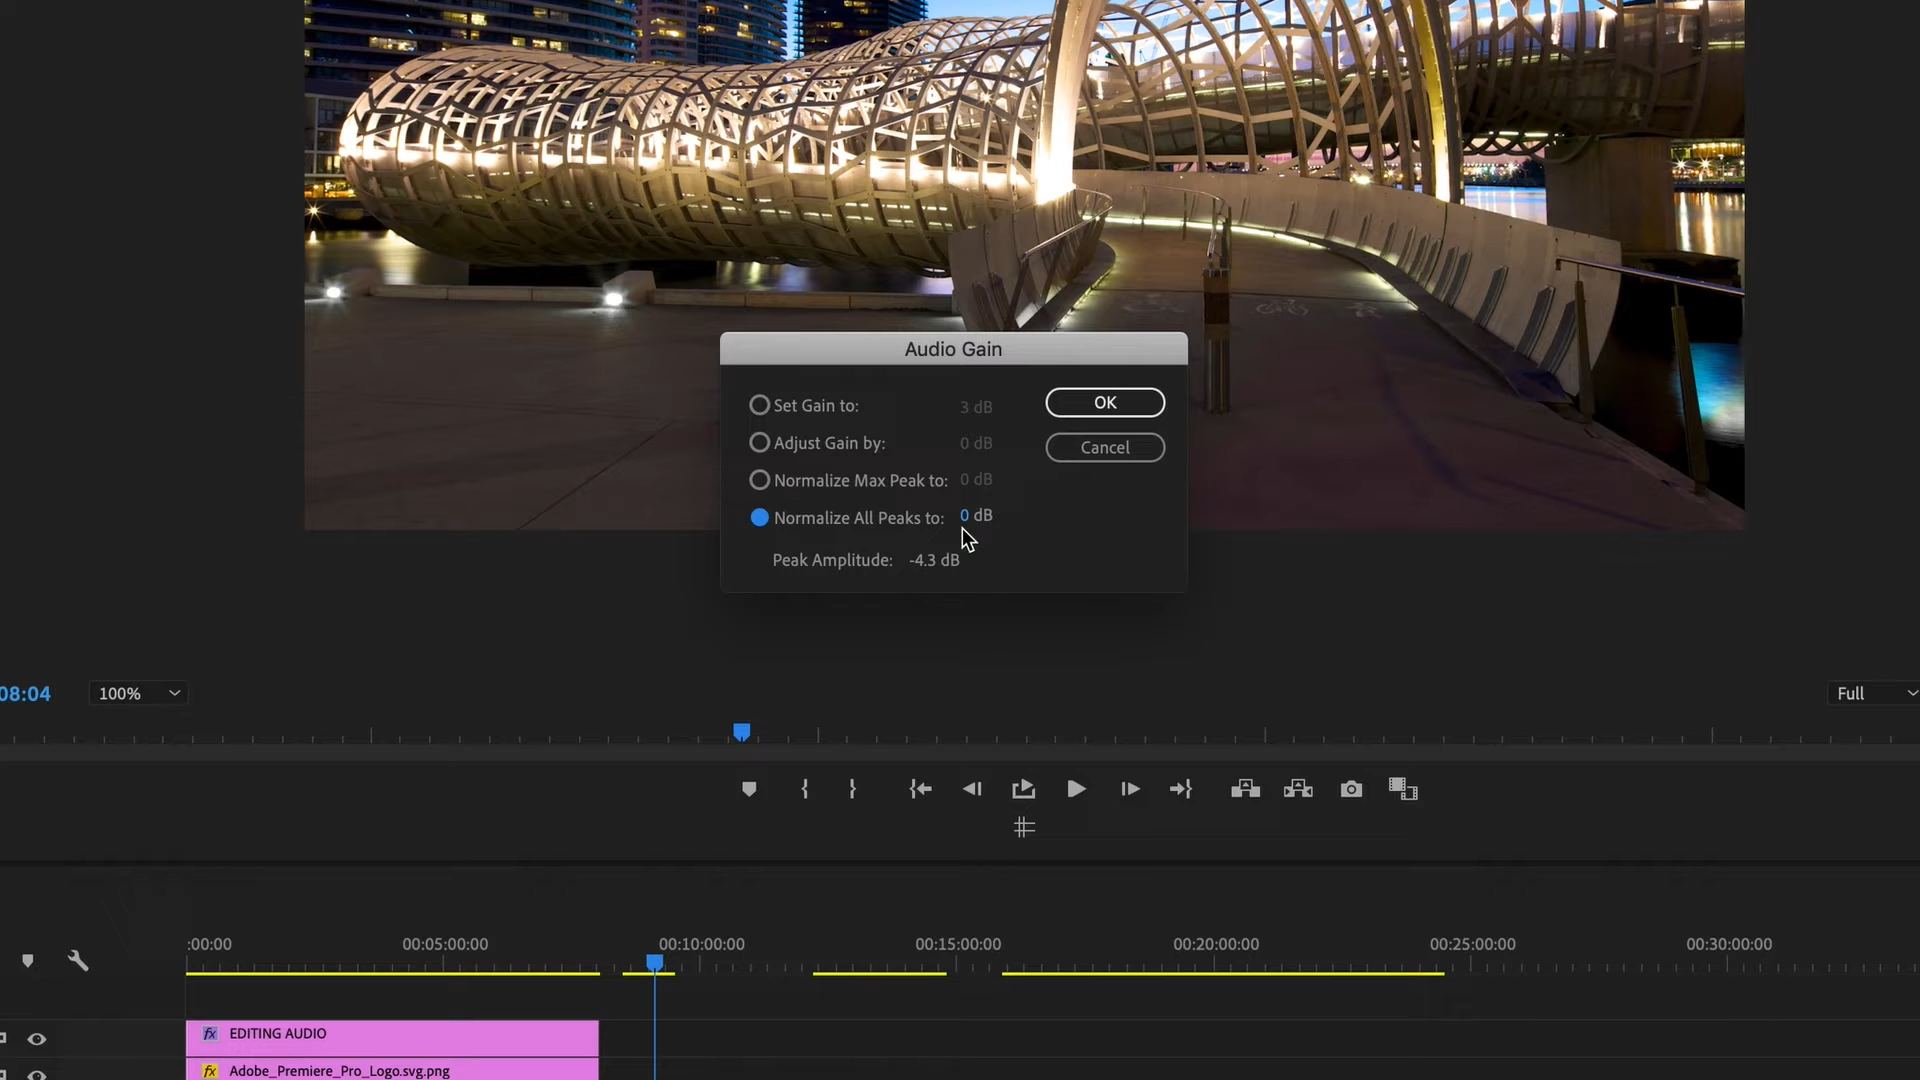 Audio Gain
Set Gain to: 3 dB
OK
Adjust Gain by: 0 dB
Cancel
Normalize Max Peak to: 0 dB
Normalize All Peaks to: 0 dB
Peak Amplitude: -4.3 dB
08:04 100% Full
:00:00 00:05:00:00 00:10:00:00 00:15:00:00 00:20:00:00 00:25:00:00 00:30:00:00
fx EDITING AUDIO
fx Adobe_Premiere_Pro_Logo.svg.png